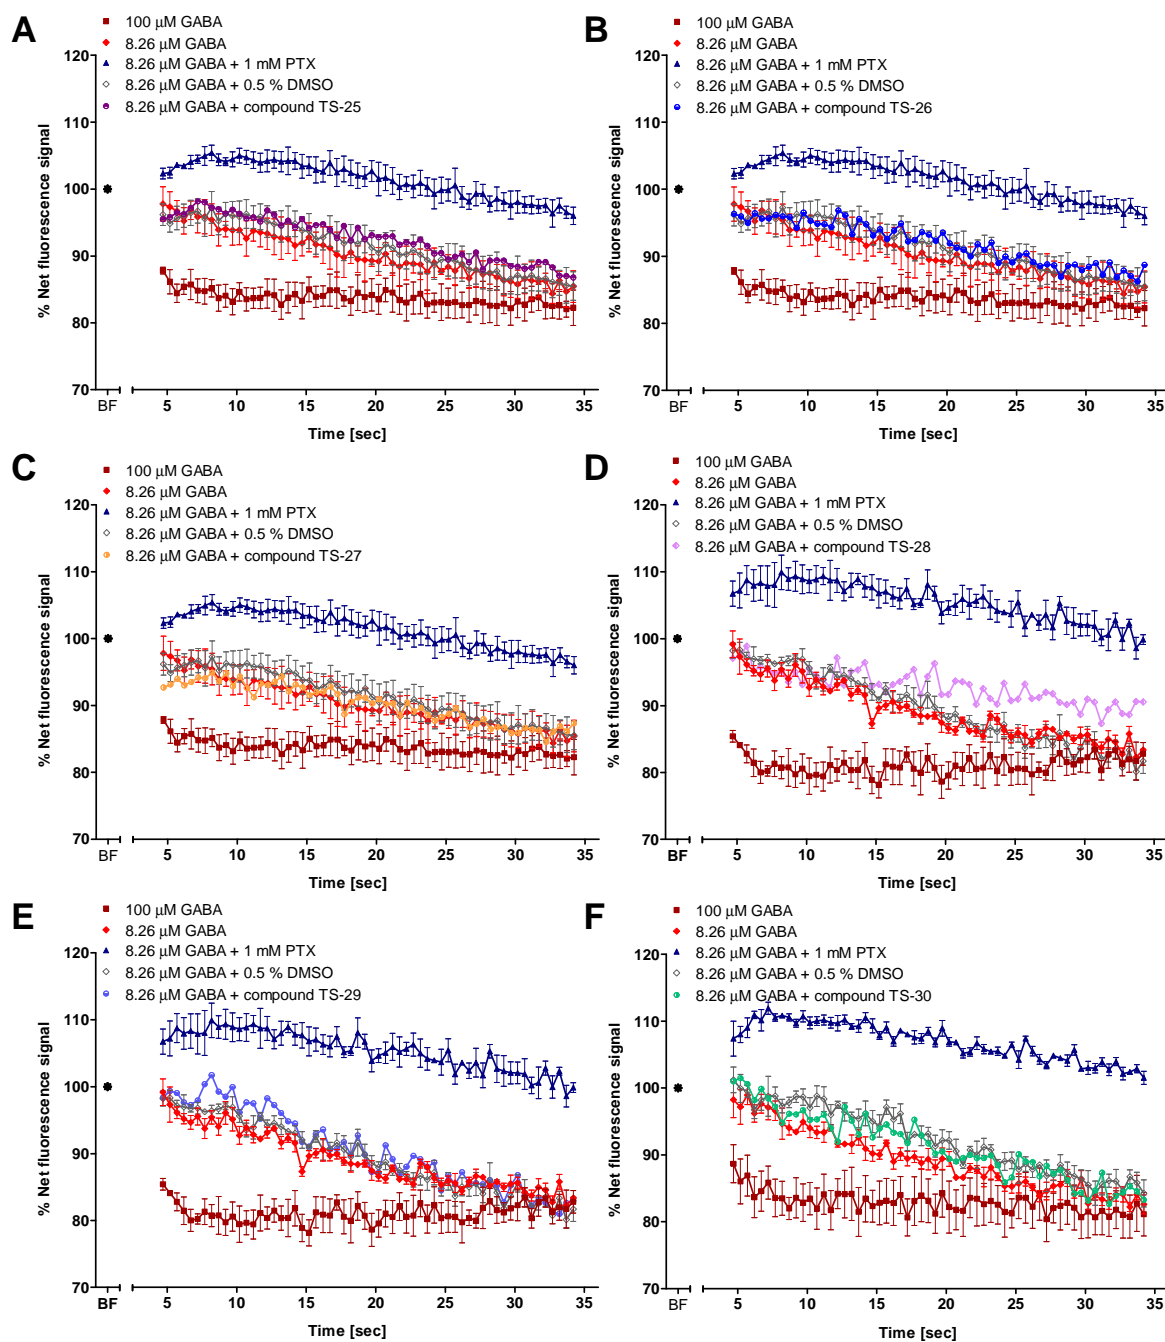 A
100 μM GABA
8.26 μM GABA
8.26 μM GABA + 1 mM PTX
8.26 μM GABA + 0.5 % DMSO
8.26 μM GABA + compound TS-25
% Net fluorescence signal
120
110
100
90
80
70
BF
5 10 15 20 25 30 35
Time [sec]
B
100 μM GABA
8.26 μM GABA
8.26 μM GABA + 1 mM PTX
8.26 μM GABA + 0.5 % DMSO
8.26 μM GABA + compound TS-26
% Net fluorescence signal
120
110
100
90
80
70
BF
5 10 15 20 25 30 35
Time [sec]
C
100 μM GABA
8.26 μM GABA
8.26 μM GABA + 1 mM PTX
8.26 μM GABA + 0.5 % DMSO
8.26 μM GABA + compound TS-27
% Net fluorescence signal
120
110
100
90
80
70
BF
5 10 15 20 25 30 35
Time [sec]
D
100 μM GABA
8.26 μM GABA
8.26 μM GABA + 1 mM PTX
8.26 μM GABA + 0.5 % DMSO
8.26 μM GABA + compound TS-28
% Net fluorescence signal
120
110
100
90
80
70
BF
5 10 15 20 25 30 35
Time [sec]
E
100 μM GABA
8.26 μM GABA
8.26 μM GABA + 1 mM PTX
8.26 μM GABA + 0.5 % DMSO
8.26 μM GABA + compound TS-29
% Net fluorescence signal
120
110
100
90
80
70
BF
5 10 15 20 25 30 35
Time [sec]
F
100 μM GABA
8.26 μM GABA
8.26 μM GABA + 1 mM PTX
8.26 μM GABA + 0.5 % DMSO
8.26 μM GABA + compound TS-30
% Net fluorescence signal
120
110
100
90
80
70
BF
5 10 15 20 25 30 35
Time [sec]